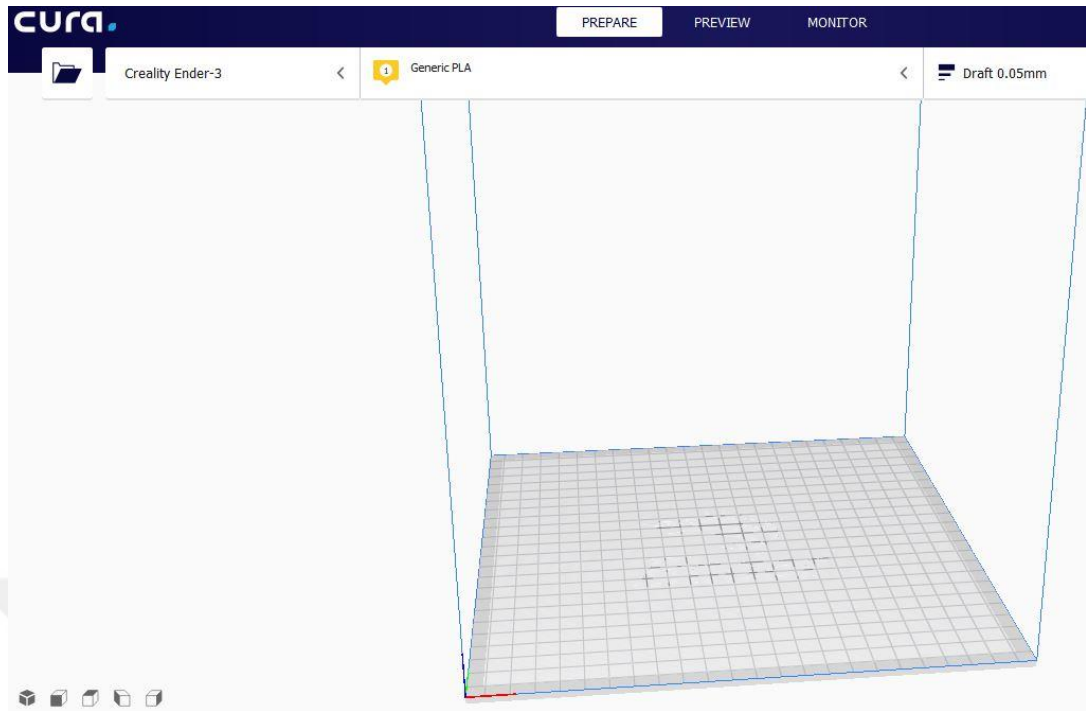 cura.
PREPARE PREVIEW MONITOR
Creality Ender-3
1 Generic PLA
Draft 0.05mm